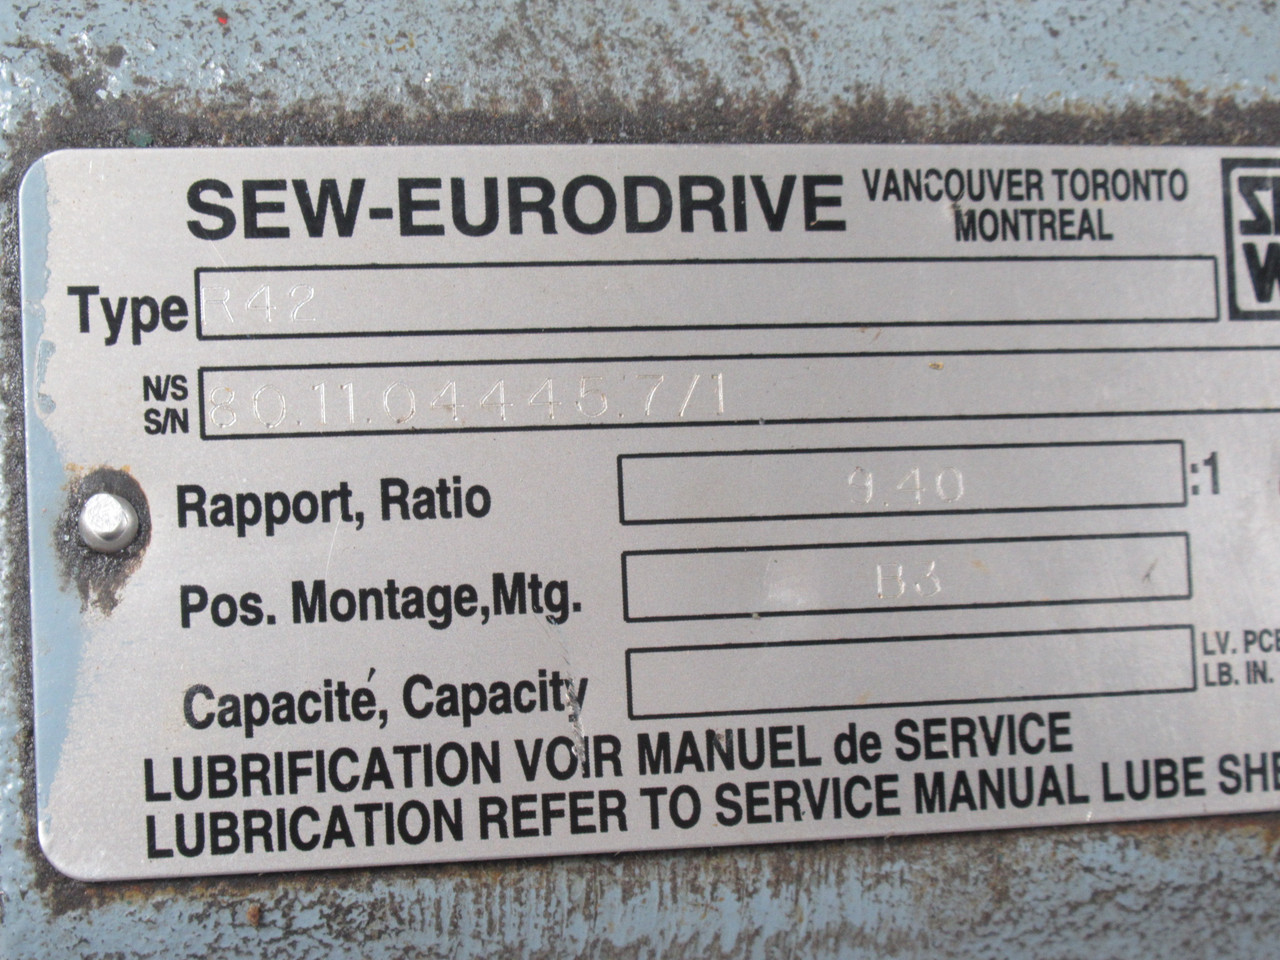 SEW-EURODRIVE VANCOUVER TORONTO
MONTREAL
Type R42
N/S
S/N 80.11.04445.7/1
Rapport, Ratio 9.40 :1
Pos. Montage,Mtg. B3
Capacité, Capacity LV. PCE
LB. IN.
LUBRIFICATION VOIR MANUEL de SERVICE
LUBRICATION REFER TO SERVICE MANUAL LUBE SHE